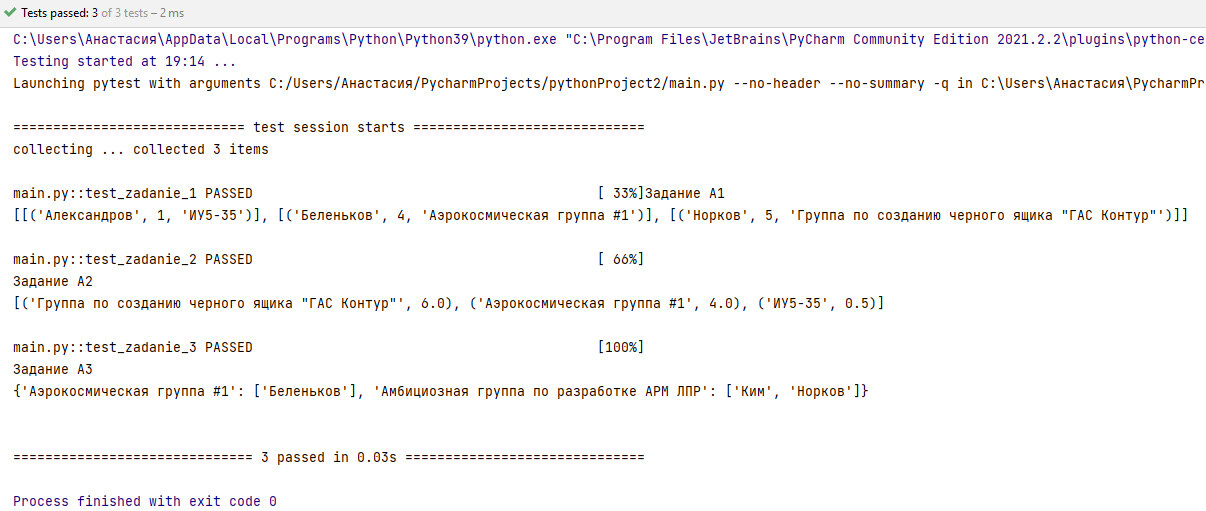 Tests passed: 3 of 3 tests – 2 ms
C:\Users\Анастасия\AppData\Local\Programs\Python\Python39\python.exe "C:\Program Files\JetBrains\PyCharm Community Edition 2021.2.2\plugins\python-ce
Testing started at 19:14 ...
Launching pytest with arguments C:/Users/Анастасия/PycharmProjects/pythonProject2/main.py --no-header --no-summary -q in C:\Users\Анастасия\PycharmPr
============================= test session starts =============================
collecting ... collected 3 items
main.py::test_zadanie_1 PASSED [ 33%]Задание А1
[[('Александров', 1, 'ИУ5-35')], [('Беленьков', 4, 'Аэрокосмическая группа #1')], [('Норков', 5, 'Группа по созданию черного ящика "ГАС Контур"')]]
main.py::test_zadanie_2 PASSED [ 66%]
Задание А2
[('Группа по созданию черного ящика "ГАС Контур"', 6.0), ('Аэрокосмическая группа #1', 4.0), ('ИУ5-35', 0.5)]
main.py::test_zadanie_3 PASSED [100%]
Задание А3
{'Аэрокосмическая группа #1': ['Беленьков'], 'Амбициозная группа по разработке АРМ ЛПР': ['Ким', 'Норков']}
============================== 3 passed in 0.03s ==============================
Process finished with exit code 0